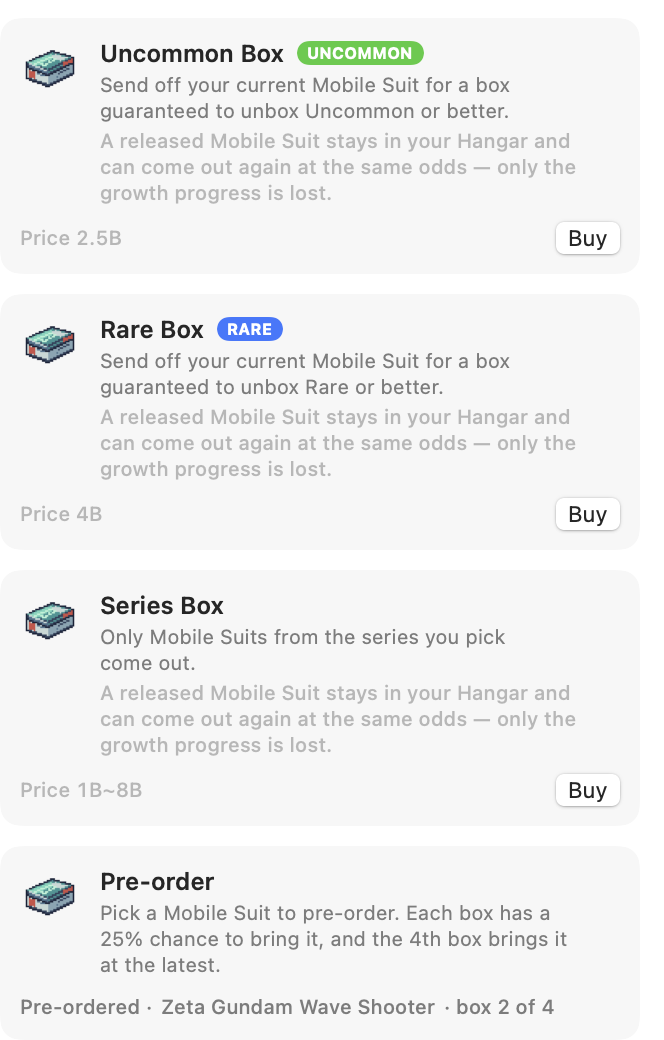 Uncommon Box UNCOMMON
Send off your current Mobile Suit for a box
guaranteed to unbox Uncommon or better.
A released Mobile Suit stays in your Hangar and
can come out again at the same odds — only the
growth progress is lost.
Price 2.5B Buy
Rare Box RARE
Send off your current Mobile Suit for a box
guaranteed to unbox Rare or better.
A released Mobile Suit stays in your Hangar and
can come out again at the same odds — only the
growth progress is lost.
Price 4B Buy
Series Box
Only Mobile Suits from the series you pick
come out.
A released Mobile Suit stays in your Hangar and
can come out again at the same odds — only the
growth progress is lost.
Price 1B~8B Buy
Pre-order
Pick a Mobile Suit to pre-order. Each box has a
25% chance to bring it, and the 4th box brings it
at the latest.
Pre-ordered · Zeta Gundam Wave Shooter · box 2 of 4